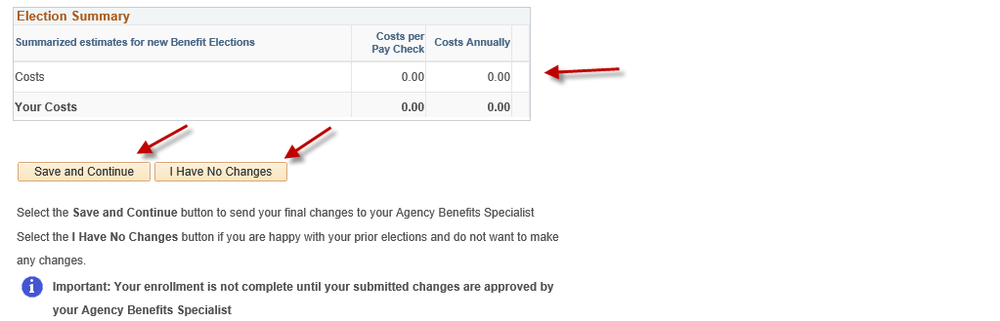 Election Summary
Summarized estimates for new Benefit Elections
Costs per
Pay Check
Costs Annually
Costs 0.00 0.00
Your Costs 0.00 0.00
Save and Continue I Have No Changes
Select the Save and Continue button to send your final changes to your Agency Benefits Specialist
Select the I Have No Changes button if you are happy with your prior elections and do not want to make
any changes.
i Important: Your enrollment is not complete until your submitted changes are approved by
your Agency Benefits Specialist